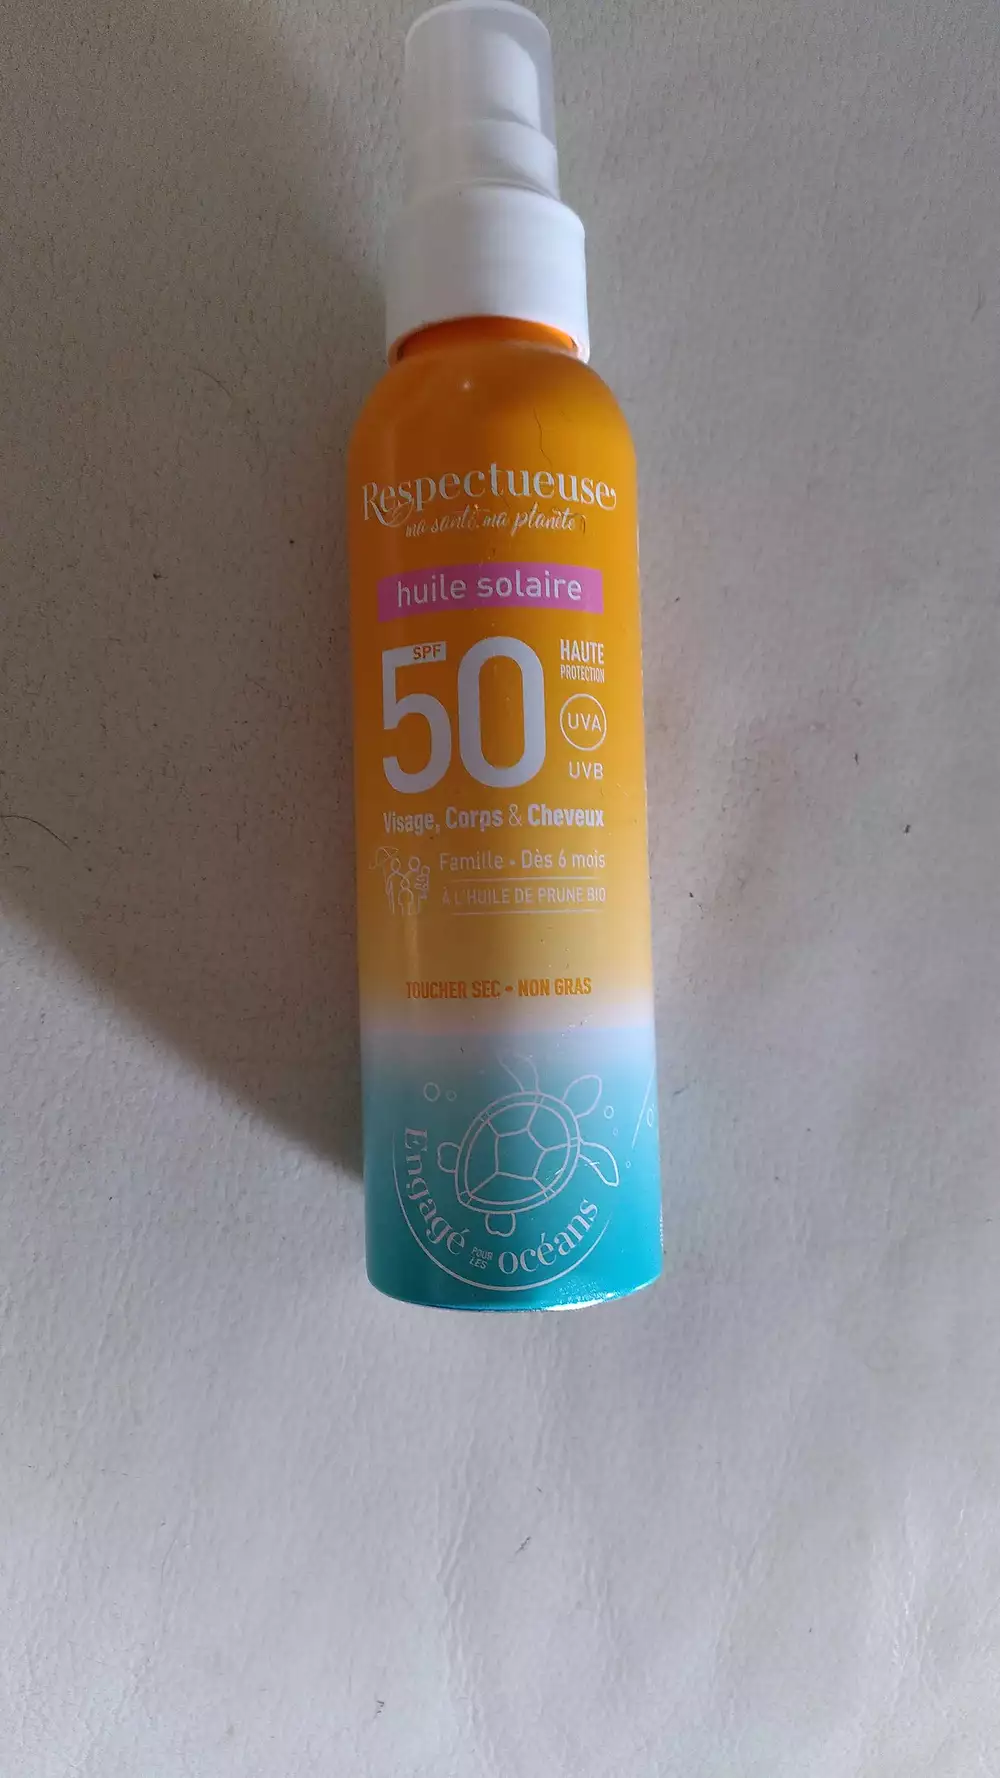 Respectueuse
ma santé, ma planète
huile solaire
SPF
50
HAUTE
PROTECTION
UVA
UVB
Visage, Corps & Cheveux
Famille • Dès 6 mois
À L'HUILE DE PRUNE BIO
TOUCHER SEC • NON GRAS
Engagé POUR LES océans